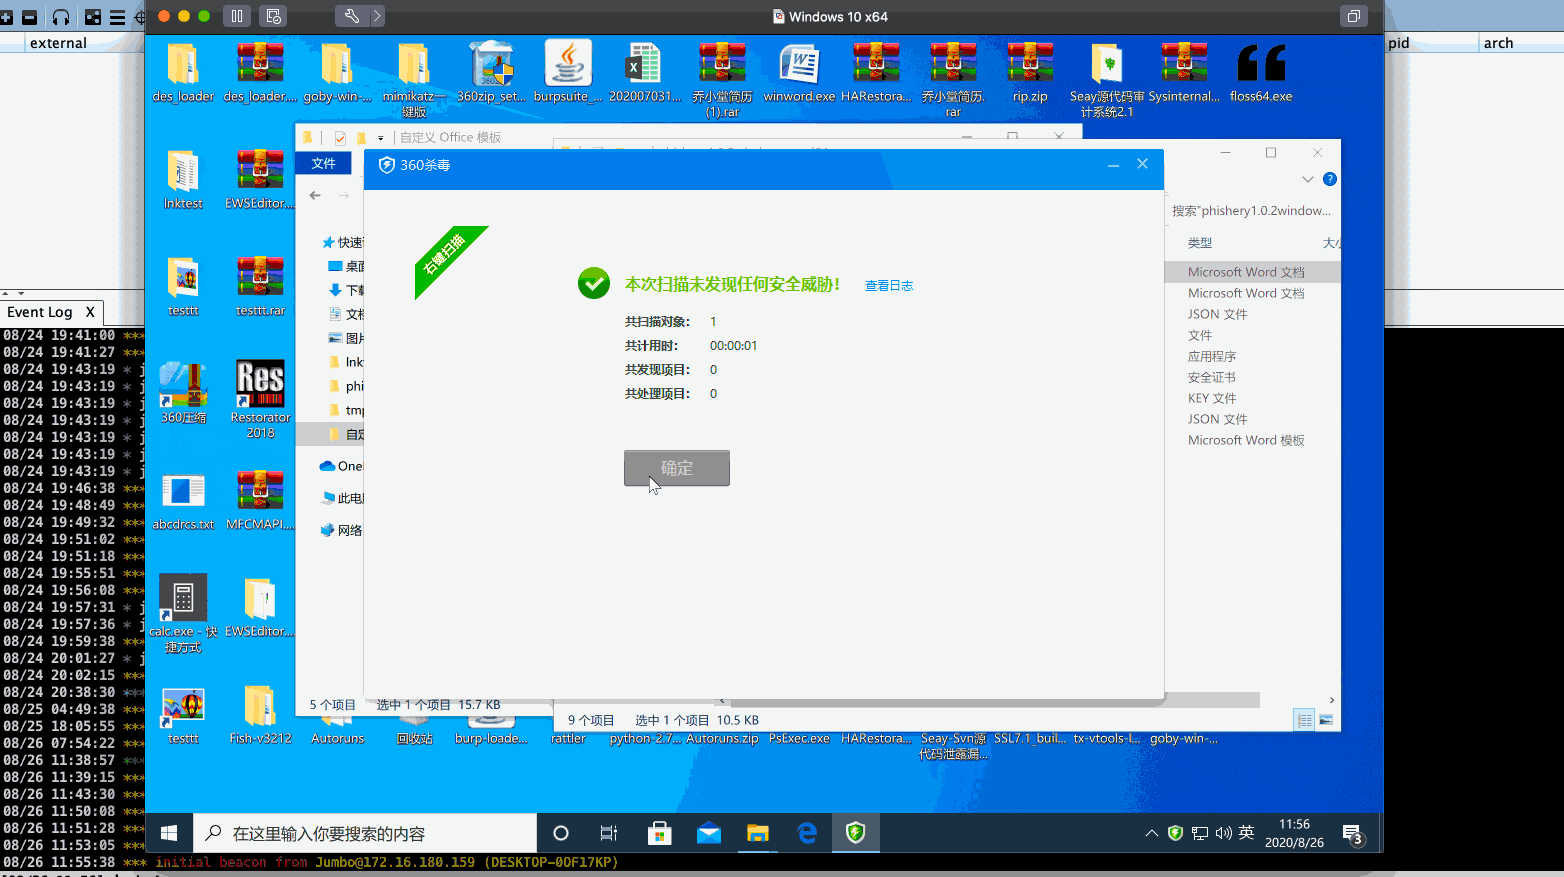 Windows 10 x64
external
pid
arch
des_loader
des_loader....
goby-win-...
mimikatz一键版
360zip_set...
burpsuite_...
202007031...
乔小堂简历(1).rar
winword.exe
HARestora...
乔小堂简历.rar
rip.zip
Seay源代码审计系统2.1
Sysinternal...
floss64.exe
自定义 Office 模板
文件
360杀毒
lnktest
EWSEditor....
搜索"phishery1.0.2window...
快速
类型
桌面
右键扫描
本次扫描未发现任何安全威胁!
查看日志
Microsoft Word 文档
下载
Microsoft Word 文档
testtt
testtt.rar
文档
JSON 文件
共扫描对象: 1
图片
文件
共计用时: 00:00:01
应用程序
lnk
共发现项目: 0
安全证书
phi
共处理项目: 0
KEY 文件
tmp
JSON 文件
自定
Microsoft Word 模板
360压缩
Restorator 2018
One
确定
此电脑
网络
abcdrcs.txt
MFCMAPI....
calc.exe - 快捷方式
EWSEditor....
5 个项目
选中 1 个项目 15.7 KB
9 个项目
选中 1 个项目 10.5 KB
testtt
Fish-v3212
Autoruns
回收站
burp-loade...
rattler
python-2.7...
Autoruns.zip
PsExec.exe
HARestora...
Seay-Svn源代码泄露漏...
SSL7.1_buil...
tx-vtools-l...
goby-win-...
在这里输入你要搜索的内容
英
11:56
2020/8/26
3
Event Log X
08/24 19:41:00 ***
08/24 19:41:27 ***
08/24 19:43:19 * j
08/24 19:43:19 * j
08/24 19:43:19 * j
08/24 19:43:19 * j
08/24 19:43:19 * j
08/24 19:43:19 * j
08/24 19:43:19 * j
08/24 19:46:38 ***
08/24 19:48:49 ***
08/24 19:49:32 ***
08/24 19:51:02 ***
08/24 19:51:18 ***
08/24 19:55:51 ***
08/24 19:56:08 ***
08/24 19:57:31 * j
08/24 19:57:36 * j
08/24 19:59:38 ***
08/24 20:01:27 * j
08/24 20:02:15 ***
08/24 20:38:30 ***
08/25 04:49:38 ***
08/25 18:05:55 ***
08/26 07:54:22 ***
08/26 11:38:57 ***
08/26 11:39:15 ***
08/26 11:43:30 ***
08/26 11:50:08 ***
08/26 11:51:28 ***
08/26 11:53:05 ***
08/26 11:55:38 *** initial beacon from Jumbo@172.16.180.159 (DESKTOP-0OF17KP)